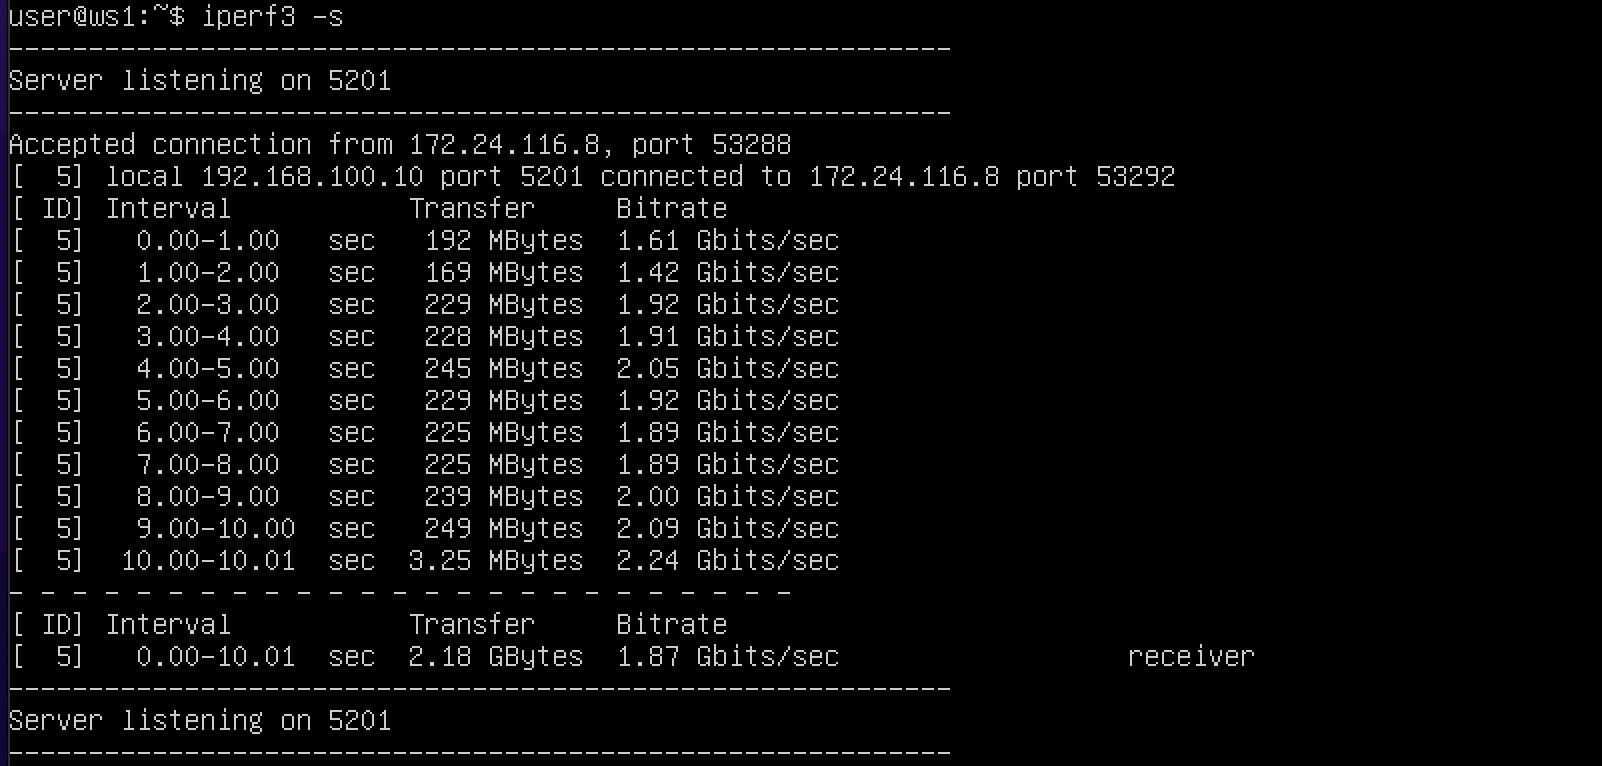 user@ws1:~$ iperf3 -s
-----------------------------------------------------------
Server listening on 5201
-----------------------------------------------------------
Accepted connection from 172.24.116.8, port 53288
[  5] local 192.168.100.10 port 5201 connected to 172.24.116.8 port 53292
[ ID] Interval           Transfer     Bitrate
[  5]   0.00-1.00   sec   192 MBytes  1.61 Gbits/sec
[  5]   1.00-2.00   sec   169 MBytes  1.42 Gbits/sec
[  5]   2.00-3.00   sec   229 MBytes  1.92 Gbits/sec
[  5]   3.00-4.00   sec   228 MBytes  1.91 Gbits/sec
[  5]   4.00-5.00   sec   245 MBytes  2.05 Gbits/sec
[  5]   5.00-6.00   sec   229 MBytes  1.92 Gbits/sec
[  5]   6.00-7.00   sec   225 MBytes  1.89 Gbits/sec
[  5]   7.00-8.00   sec   225 MBytes  1.89 Gbits/sec
[  5]   8.00-9.00   sec   239 MBytes  2.00 Gbits/sec
[  5]   9.00-10.00  sec   249 MBytes  2.09 Gbits/sec
[  5]  10.00-10.01  sec  3.25 MBytes  2.24 Gbits/sec
- - - - - - - - - - - - - - - - - - - - - - - - -
[ ID] Interval           Transfer     Bitrate
[  5]   0.00-10.01  sec  2.18 GBytes  1.87 Gbits/sec                  receiver
-----------------------------------------------------------
Server listening on 5201
-----------------------------------------------------------